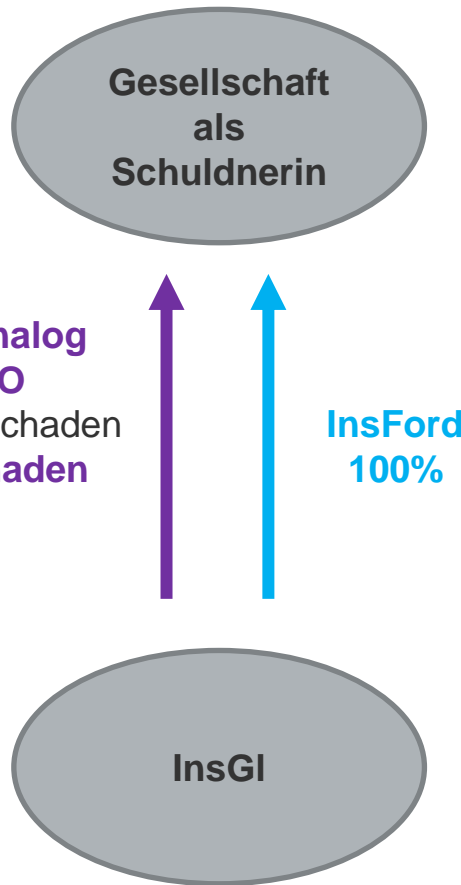 Gesellschaft
als
Schuldnerin
nalog
O
chaden
aden
InsFord
100%
InsGl